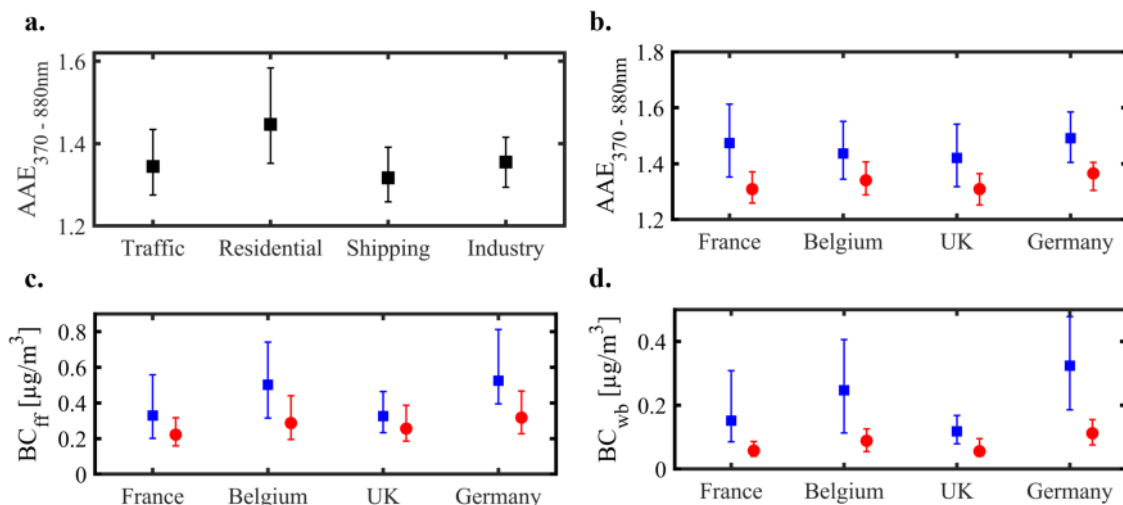 a.
AAE370 - 880nm
1.6
1.4
1.2
Traffic Residential Shipping Industry
b.
AAE370 - 880nm
1.8
1.6
1.4
1.2
France Belgium UK Germany
c.
BCff [µg/m³]
0.8
0.6
0.4
0.2
0
France Belgium UK Germany
d.
BCwb [µg/m³]
0.4
0.2
0
France Belgium UK Germany